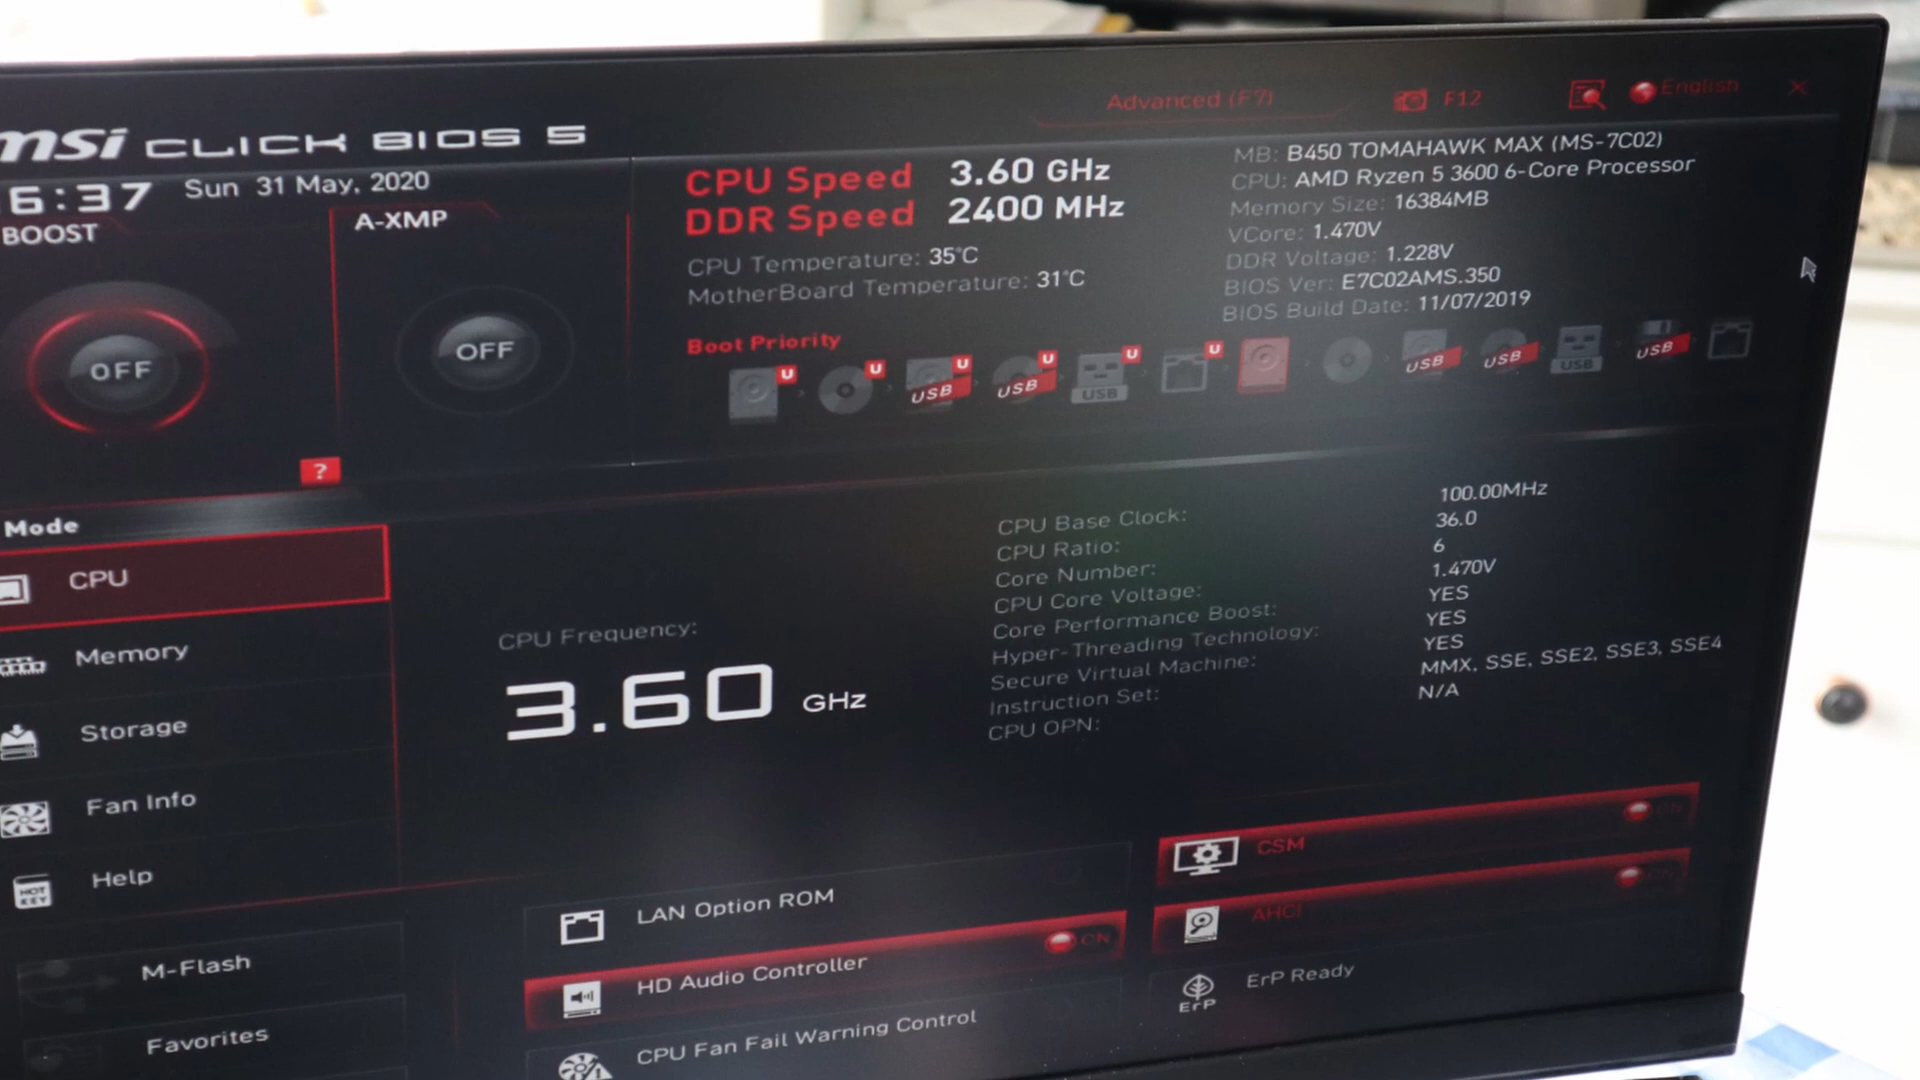 Advanced (F7)
F12
English
X
msi CLICK BIOS 5
6:37
Sun 31 May, 2020
BOOST
OFF
A-XMP
OFF
?
CPU Speed 3.60 GHz
DDR Speed 2400 MHz
CPU Temperature: 35°C
MotherBoard Temperature: 31°C
MB: B450 TOMAHAWK MAX (MS-7C02)
CPU: AMD Ryzen 5 3600 6-Core Processor
Memory Size: 16384MB
VCore: 1.470V
DDR Voltage: 1.228V
BIOS Ver: E7C02AMS.350
BIOS Build Date: 11/07/2019
Boot Priority
U U U U U U
USB USB USB USB USB USB USB
Mode
CPU
Memory
Storage
Fan Info
HOT KEY
Help
M-Flash
Favorites
CPU Frequency:
3.60 GHz
CPU Base Clock: 100.00MHz
CPU Ratio: 36.0
Core Number: 6
CPU Core Voltage: 1.470V
Core Performance Boost: YES
Hyper-Threading Technology: YES
Secure Virtual Machine: YES
Instruction Set: MMX, SSE, SSE2, SSE3, SSE4
CPU OPN: N/A
LAN Option ROM
HD Audio Controller ON
CPU Fan Fail Warning Control
CSM ON
AHCI ON
ErP
ErP Ready